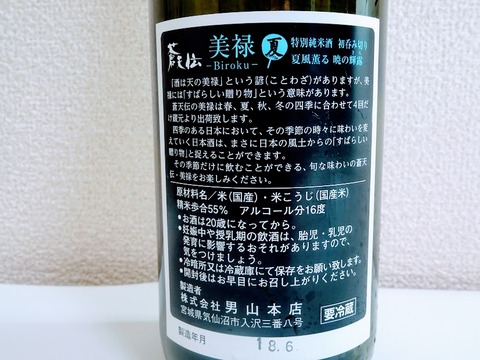 蒼天伝
美禄
-Biroku-
夏
特別純米酒 初呑み切り
夏風薫る 暁の輝露
「酒は天の美禄」という諺(ことわざ)がありますが、美
禄には「すばらしい贈り物」という意味があります。
蒼天伝の美禄は春、夏、秋、冬の四季に合わせて4回だ
け蔵元より出荷致します。
四季のある日本において、その季節の時々に味わいを変
えていく日本酒は、まさに日本の風土からの「すばらしい
贈り物」と捉えることができます。
その季節だけに飲むことができる、旬な味わいの蒼天
伝・美禄をお楽しみください。
原材料名／米(国産)・米こうじ(国産米)
精米歩合55% アルコール分16度
●お酒は20歳になってから。
●妊娠中や授乳期の飲酒は、胎児・乳児の
発育に影響するおそれがありますので、
気をつけましょう。
●冷暗所又は冷蔵庫にて保存をお願い致します。
●開封後はお早目にお召し上がりください。
製造者
株式会社男山本店
宮城県気仙沼市入沢三番八号
要冷蔵
製造年月
18.6